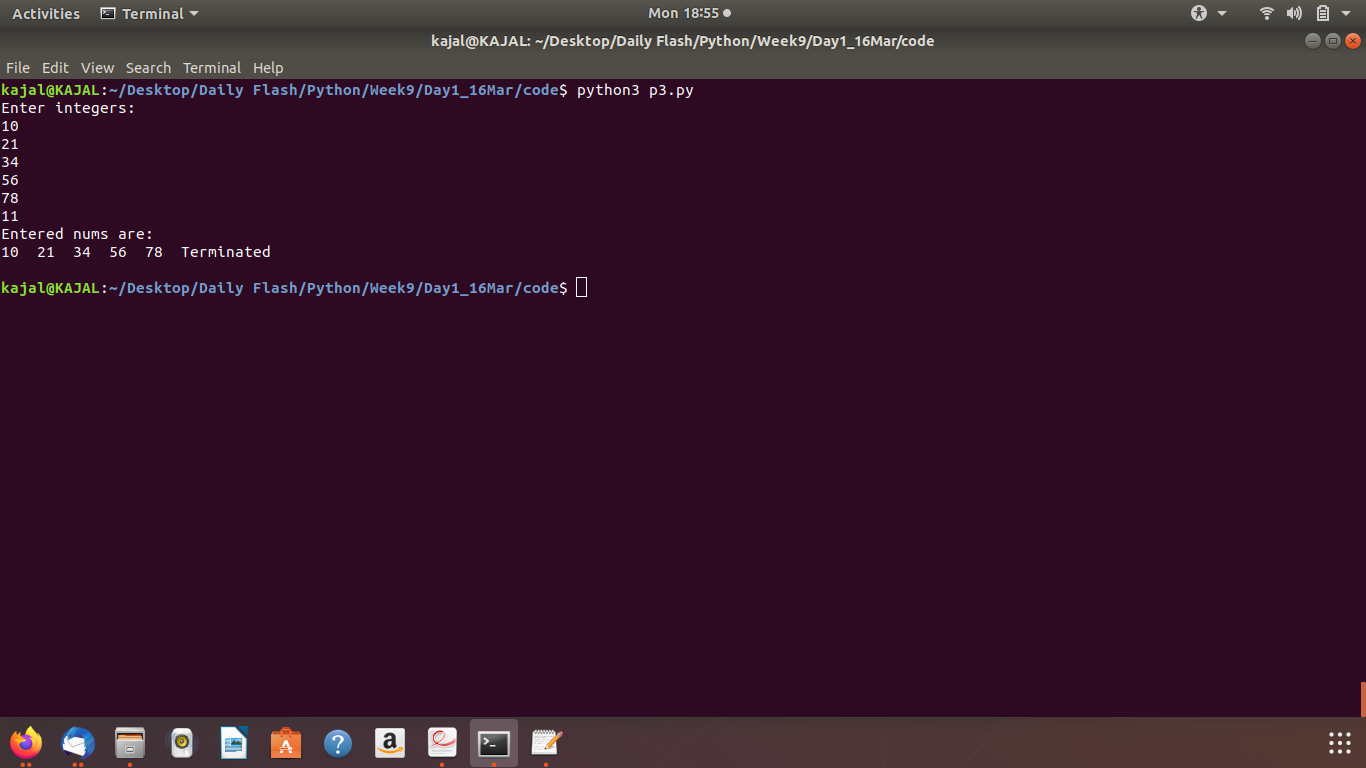 Activities Terminal Mon 18:55
kajal@KAJAL: ~/Desktop/Daily Flash/Python/Week9/Day1_16Mar/code
File Edit View Search Terminal Help
kajal@KAJAL:~/Desktop/Daily Flash/Python/Week9/Day1_16Mar/code$ python3 p3.py
Enter integers:
10
21
34
56
78
11
Entered nums are:
10  21  34  56  78  Terminated
kajal@KAJAL:~/Desktop/Daily Flash/Python/Week9/Day1_16Mar/code$